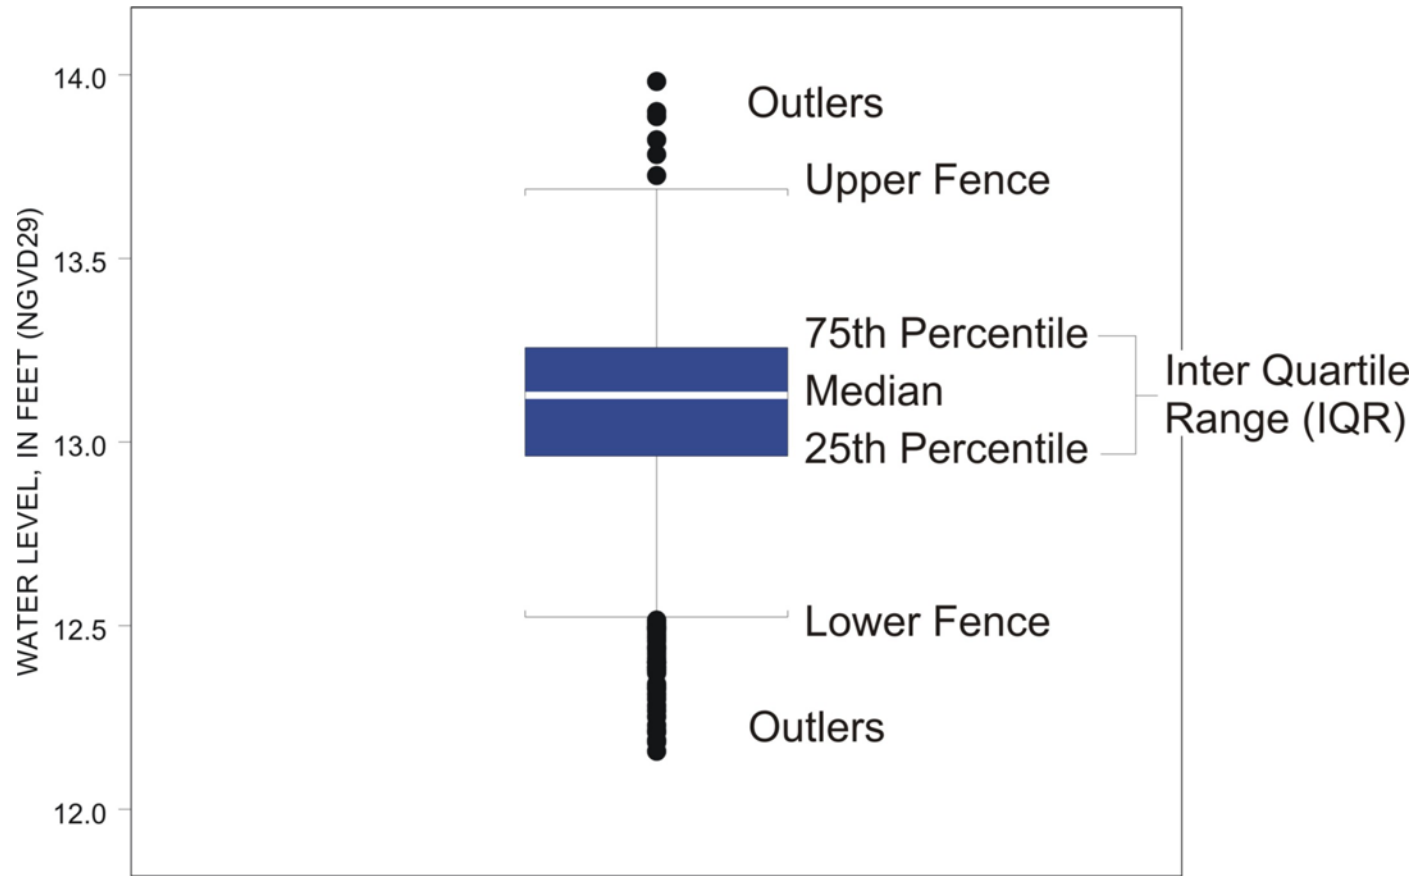 WATER LEVEL, IN FEET (NGVD29)
14.0
13.5
13.0
12.5
12.0
Outlers
Upper Fence
75th Percentile
Median
25th Percentile
Inter Quartile
Range (IQR)
Lower Fence
Outlers